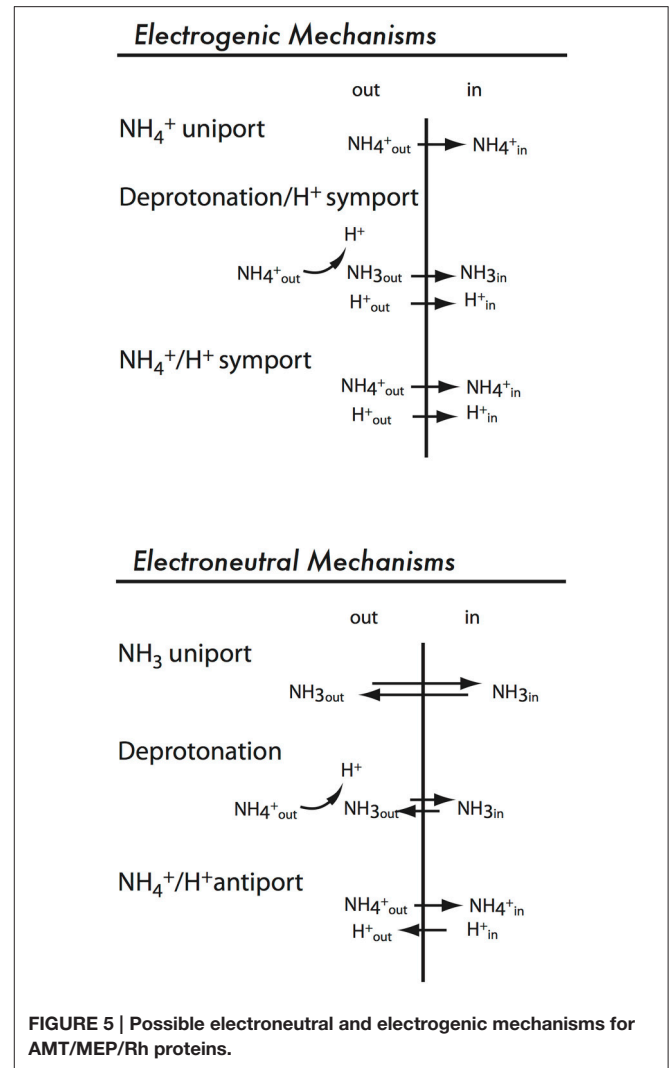 Electrogenic Mechanisms
out in
NH₄⁺ uniport
NH₄⁺out NH₄⁺in
Deprotonation/H⁺ symport
H⁺
NH₄⁺out NH₃out NH₃in
H⁺out H⁺in
NH₄⁺/H⁺ symport
NH₄⁺out NH₄⁺in
H⁺out H⁺in
Electroneutral Mechanisms
out in
NH₃ uniport
NH₃out NH₃in
Deprotonation
H⁺
NH₄⁺out NH₃out NH₃in
NH₄⁺/H⁺antiport
NH₄⁺out NH₄⁺in
H⁺out H⁺in
FIGURE 5 | Possible electroneutral and electrogenic mechanisms for
AMT/MEP/Rh proteins.